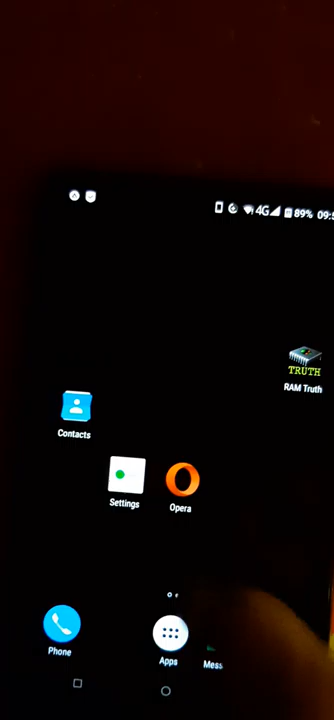 4G 89% 09:5
TRUTH
RAM Truth
Contacts
Settings
Opera
Phone
Apps
Mess